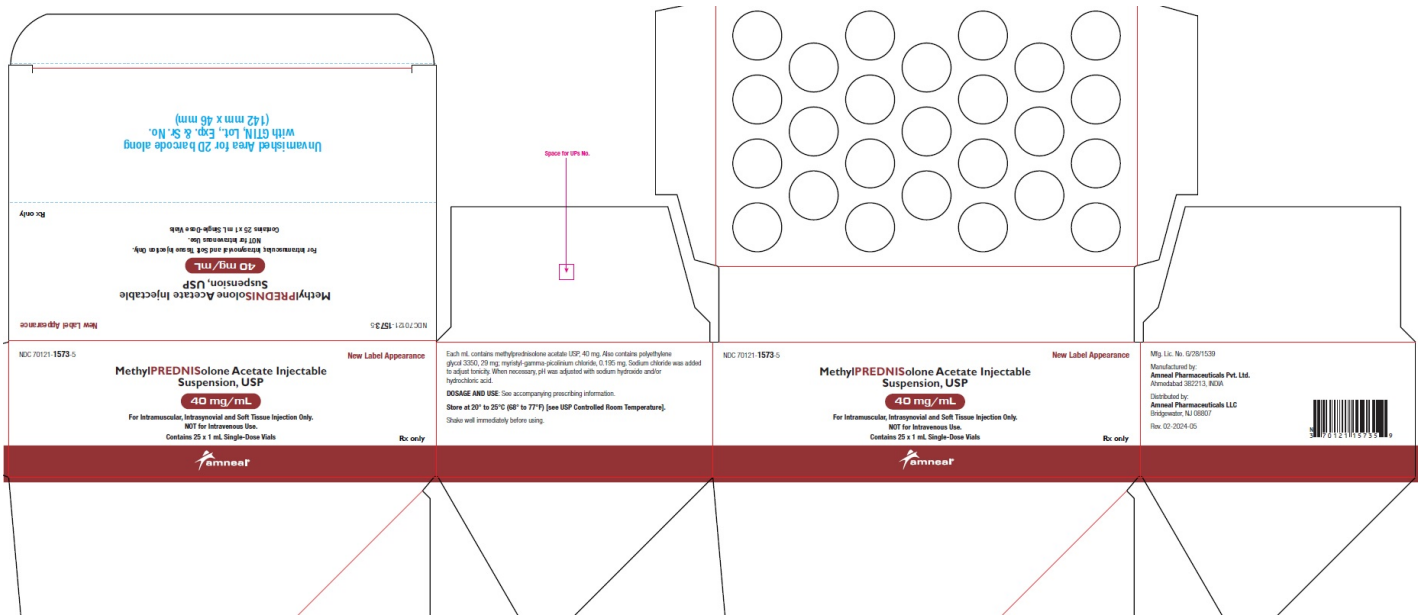 Unvarnished Area for 2D barcode along
with GTIN, Lot., Exp. & Sr. No.
(142 mm x 46 mm)
Space for UPs No.
NDC 70121-1573-5
New Label Appearance
MethylPREDNISolone Acetate Injectable
Suspension, USP
40 mg/mL
For Intramuscular, Intrasynovial and Soft Tissue Injection Only.
NOT for Intravenous Use.
Contains 25 x 1 mL Single-Dose Vials
Rx only
NDC 70121-1573-5
New Label Appearance
MethylPREDNISolone Acetate Injectable
Suspension, USP
40 mg/mL
For Intramuscular, Intrasynovial and Soft Tissue Injection Only.
NOT for Intravenous Use.
Contains 25 x 1 mL Single-Dose Vials
Rx only
amneal
Each mL contains methylprednisolone acetate USP, 40 mg. Also contains polyethylene
glycol 3350, 29 mg; myristyl-gamma-picolinium chloride, 0.195 mg. Sodium chloride was added
to adjust tonicity. When necessary, pH was adjusted with sodium hydroxide and/or
hydrochloric acid.
DOSAGE AND USE: See accompanying prescribing information.
Store at 20° to 25°C (68° to 77°F) [see USP Controlled Room Temperature].
Shake well immediately before using.
NDC 70121-1573-5
New Label Appearance
MethylPREDNISolone Acetate Injectable
Suspension, USP
40 mg/mL
For Intramuscular, Intrasynovial and Soft Tissue Injection Only.
NOT for Intravenous Use.
Contains 25 x 1 mL Single-Dose Vials
Rx only
amneal
Mfg. Lic. No. G/28/1539
Manufactured by:
Amneal Pharmaceuticals Pvt. Ltd.
Ahmedabad 382213, INDIA
Distributed by:
Amneal Pharmaceuticals LLC
Bridgewater, NJ 08807
Rev. 02-2024-05
N
3 70121 15735 9